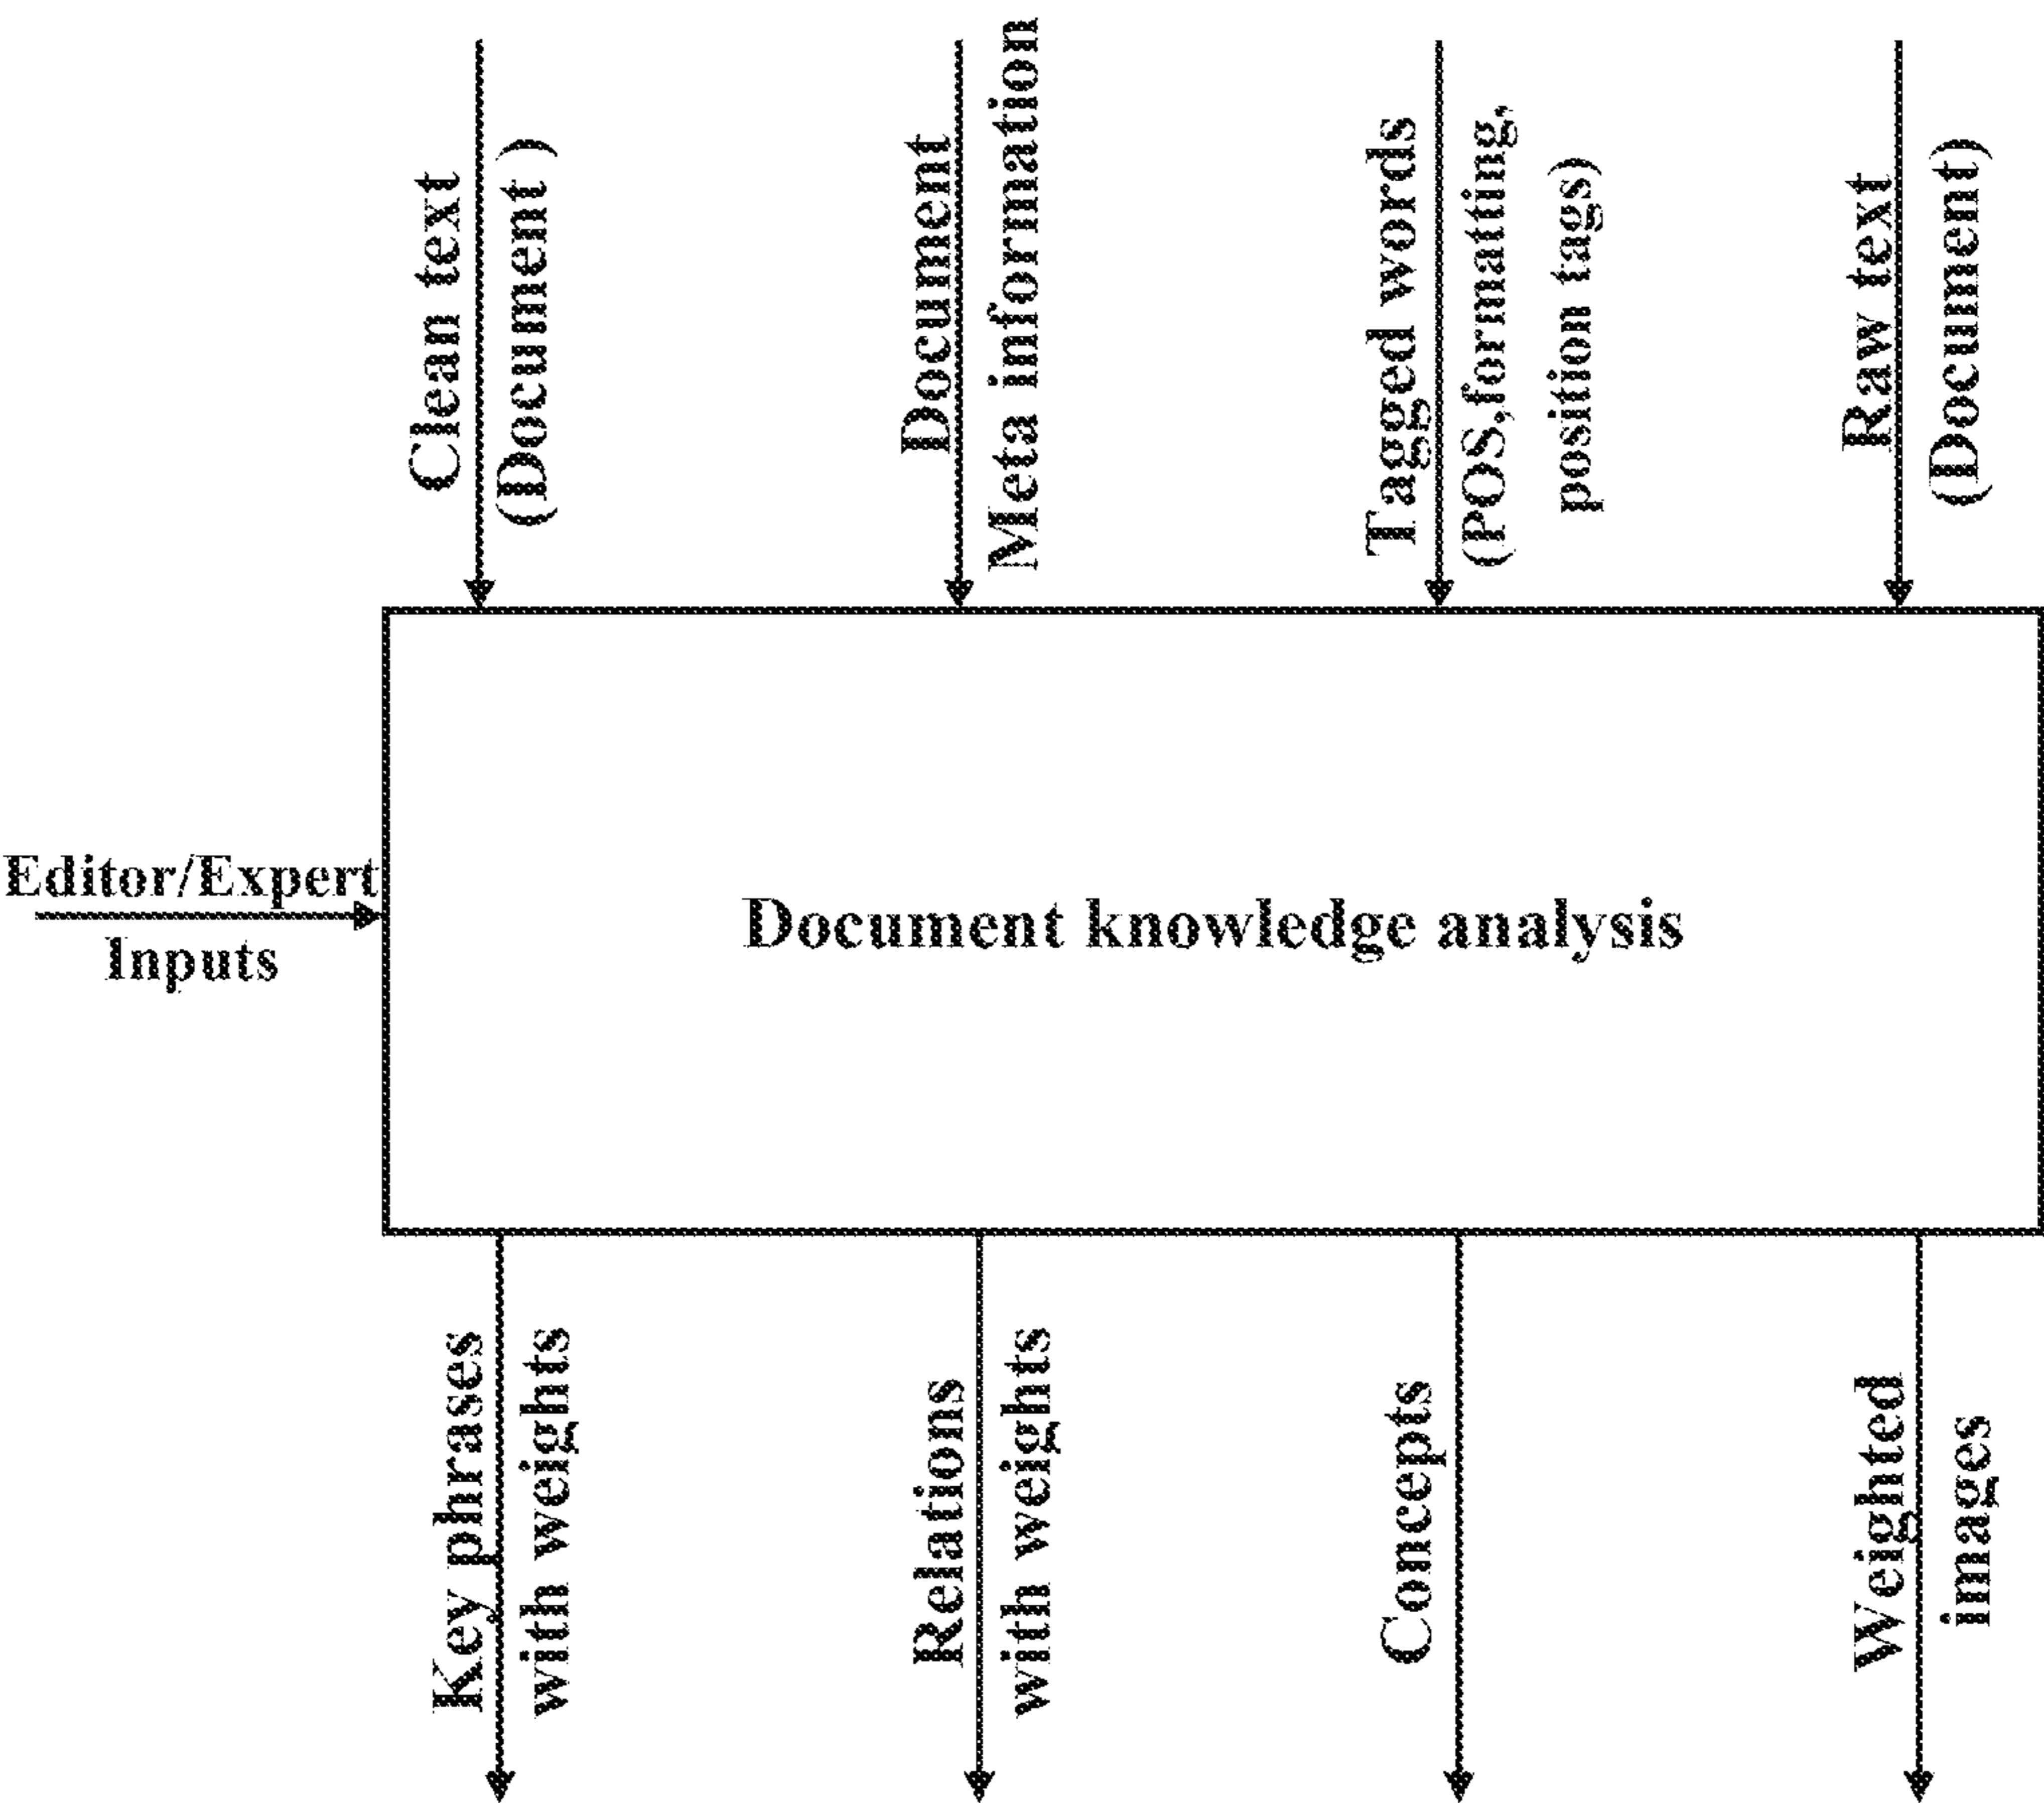 Clean text
(Document )
Document
Meta information
Tagged words
(POS,formatting,
position tags)
Raw text
(Document)
Editor/Expert
Inputs
Document knowledge analysis
Key phrases
with weights
Relations
with weights
Concepts
Weighted
images